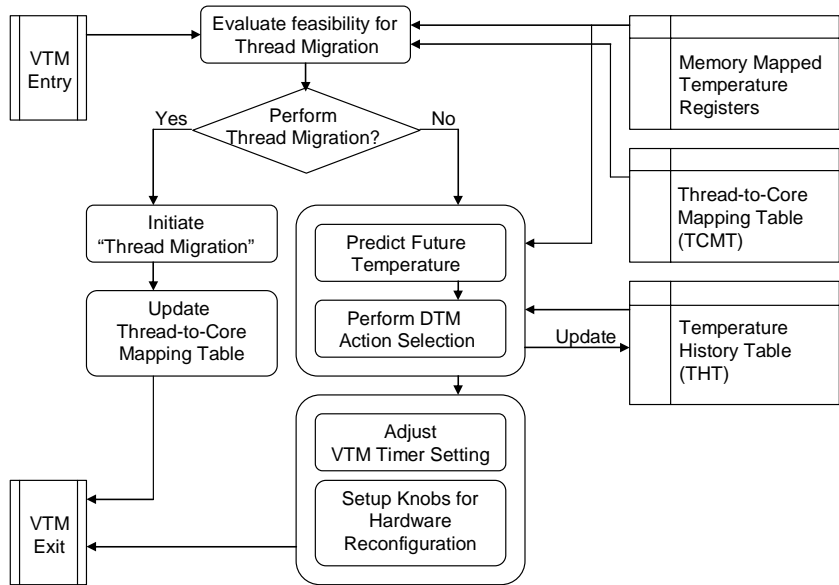 VTM
Entry
Evaluate feasibility for
Thread Migration
Memory Mapped
Temperature
Registers
Perform
Thread Migration?
Yes
No
Thread-to-Core
Mapping Table
(TCMT)
Initiate
“Thread Migration”
Predict Future
Temperature
Update
Thread-to-Core
Mapping Table
Perform DTM
Action Selection
Update
Temperature
History Table
(THT)
Adjust
VTM Timer Setting
Setup Knobs for
Hardware
Reconfiguration
VTM
Exit